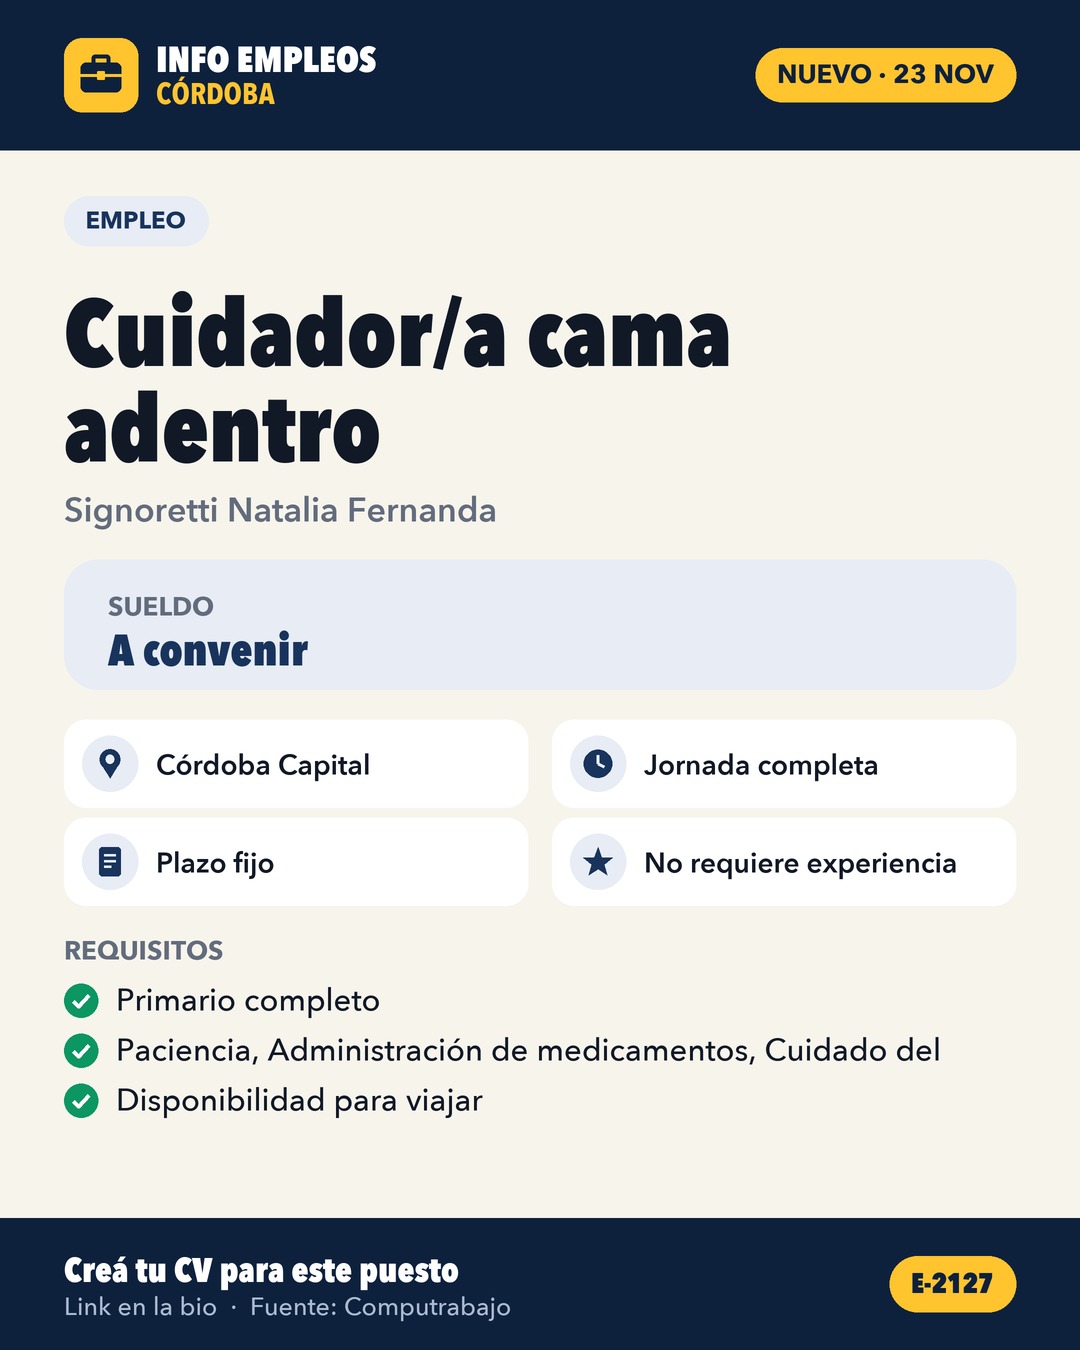 INFO EMPLEOS
CÓRDOBA
NUEVO · 23 NOV
EMPLEO
Cuidador/a cama
adentro
Signoretti Natalia Fernanda
SUELDO
A convenir
Córdoba Capital
Jornada completa
Plazo fijo
No requiere experiencia
REQUISITOS
Primario completo
Paciencia, Administración de medicamentos, Cuidado del
Disponibilidad para viajar
Creá tu CV para este puesto
Link en la bio · Fuente: Computrabajo
E-2127